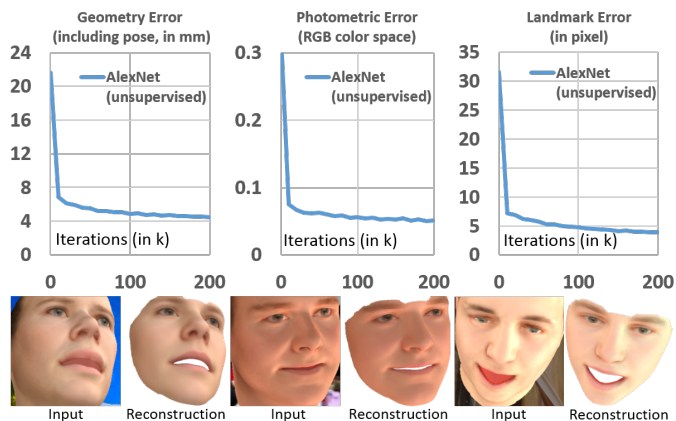 Geometry Error
(including pose, in mm)
24
20
16
12
8
4
0
AlexNet
(unsupervised)
Iterations (in k)
0
100
200
Photometric Error
(RGB color space)
0.3
0.2
0.1
0
AlexNet
(unsupervised)
Iterations (in k)
0
100
200
Landmark Error
(in pixel)
35
30
25
20
15
10
5
0
AlexNet
(unsupervised)
Iterations (in k)
0
100
200
Input
Reconstruction
Input
Reconstruction
Input
Reconstruction